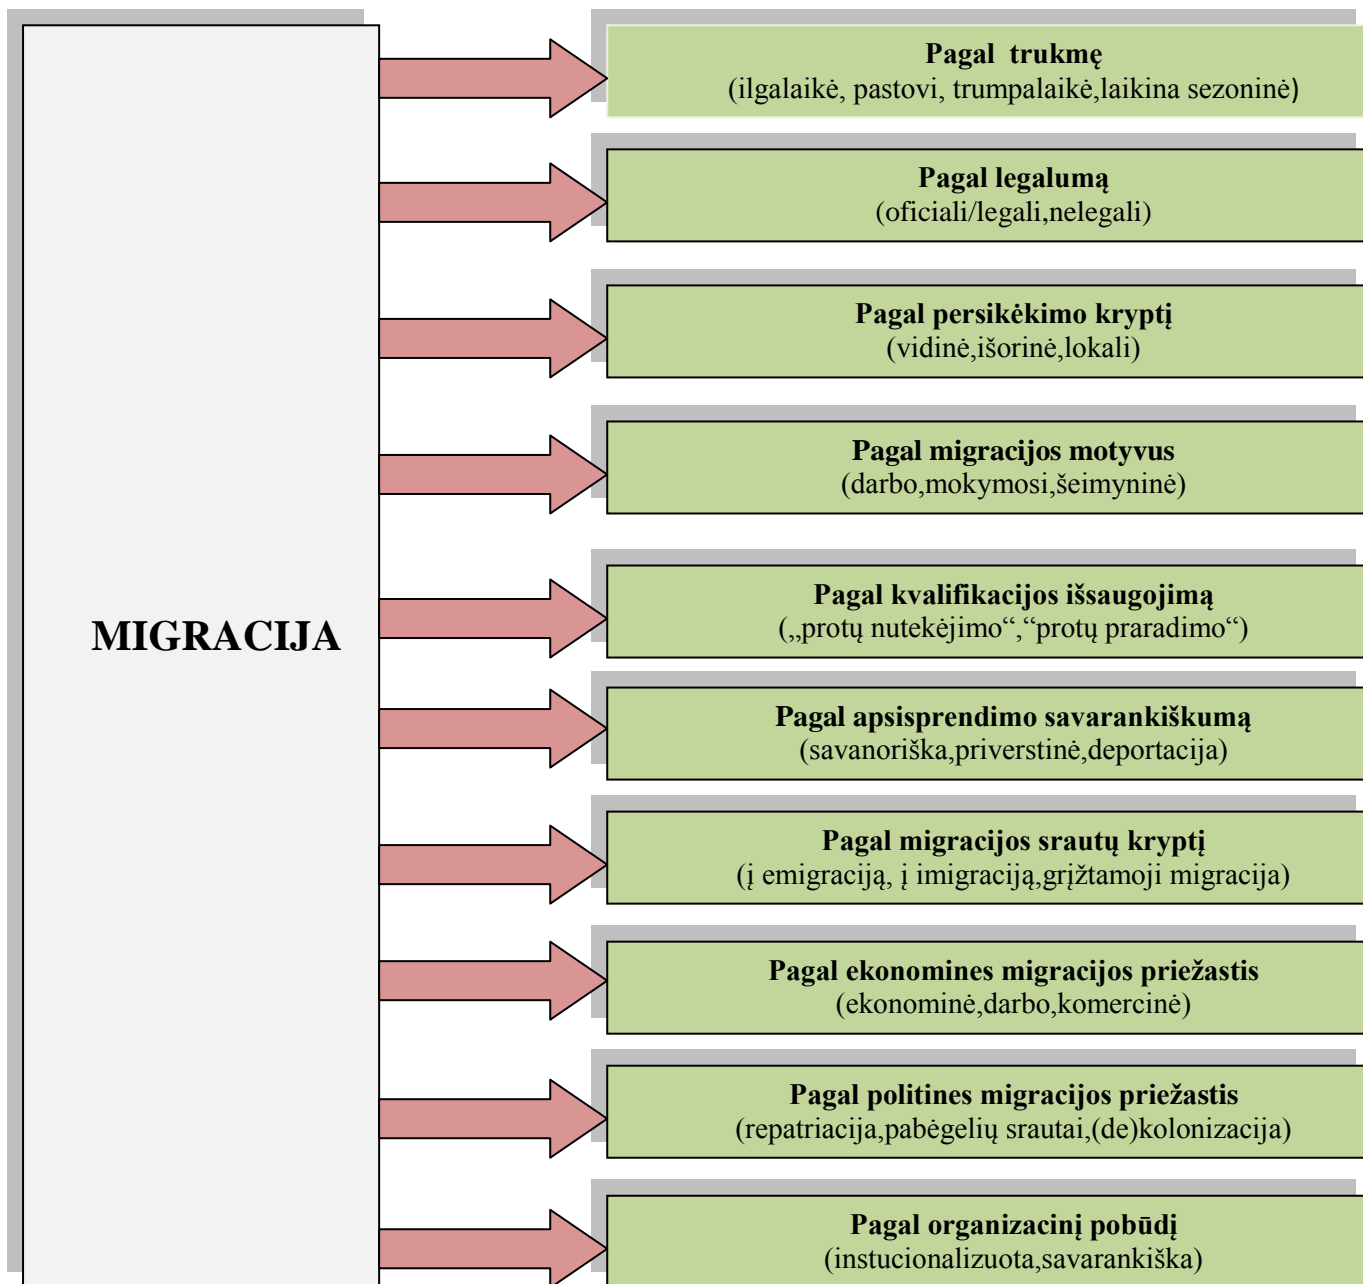 Pagal  trukmę
(ilgalaikė, pastovi, trumpalaikė,laikina sezoninė)
Pagal legalumą
(oficiali/legali,nelegali)
Pagal persikėkimo kryptį
(vidinė,išorinė,lokali)
Pagal migracijos motyvus
(darbo,mokymosi,šeimyninė)
MIGRACIJA
Pagal kvalifikacijos išsaugojimą
(„protų nutekėjimo“,“protų praradimo“)
Pagal apsisprendimo savarankiškumą
(savanoriška,priverstinė,deportacija)
Pagal migracijos srautų kryptį
(į emigraciją, į imigraciją,grįžtamoji migracija)
Pagal ekonomines migracijos priežastis
(ekonominė,darbo,komercinė)
Pagal politines migracijos priežastis
(repatriacija,pabėgelių srautai,(de)kolonizacija)
Pagal organizacinį pobūdį
(instucionalizuota,savarankiška)